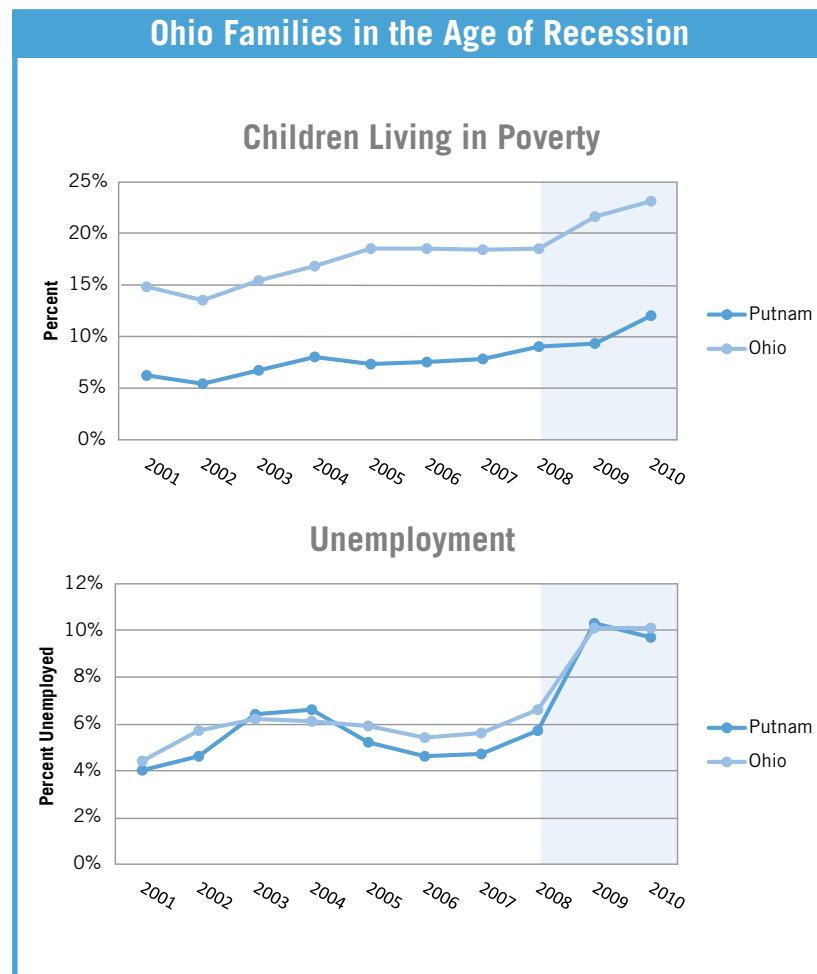 Ohio Families in the Age of Recession
Children Living in Poverty
Percent
25%
20%
15%
10%
5%
0%
2001 2002 2003 2004 2005 2006 2007 2008 2009 2010
Putnam
Ohio
Unemployment
Percent Unemployed
12%
10%
8%
6%
4%
2%
0%
2001 2002 2003 2004 2005 2006 2007 2008 2009 2010
Putnam
Ohio